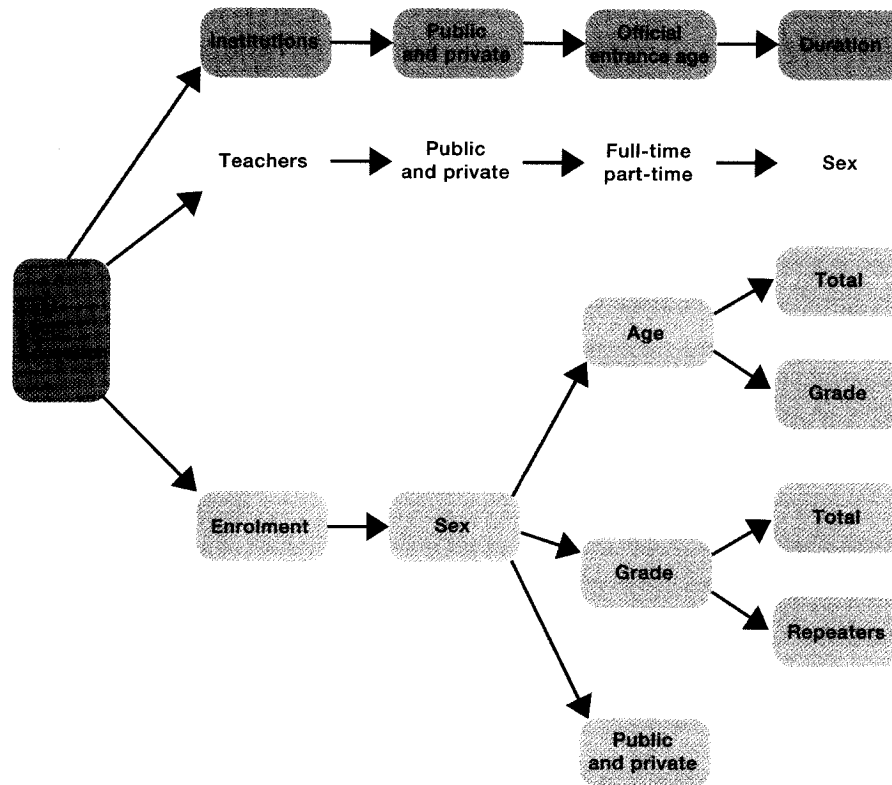 Institutions
Public
and private
Official
entrance age
Duration
Teachers
Public
and private
Full-time
part-time
Sex
Total
Age
Grade
Enrolment
Sex
Total
Grade
Repeaters
Public
and private